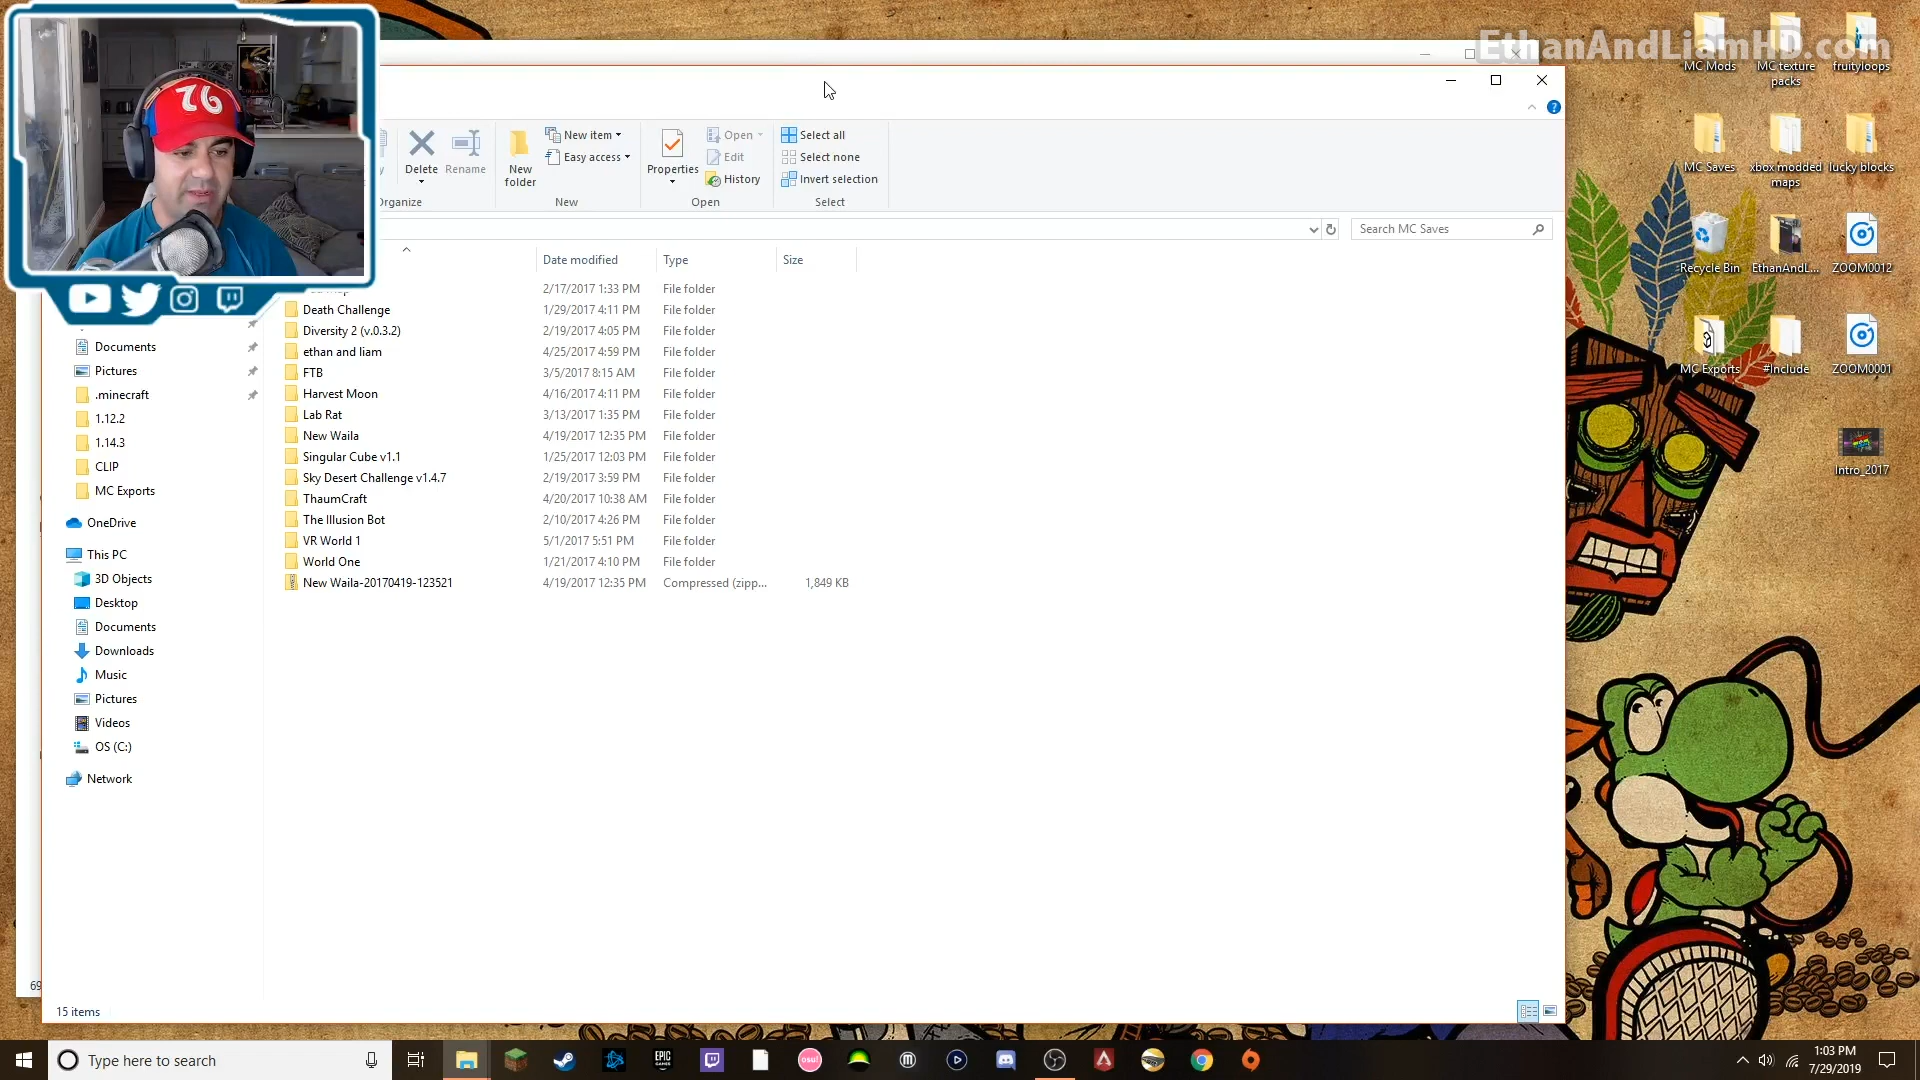 EthanAndLiamHD.com
MC Mods
MC texture packs
fruityloops
Delete
Rename
New folder
New item
Easy access
Properties
Open
Edit
History
Select all
Select none
Invert selection
Organize
New
Open
Select
Search MC Saves
MC Saves
xbox modded maps
lucky blocks
Date modified
Type
Size
Recycle Bin
EthanAndL...
ZOOM0012
2/17/2017 1:33 PM File folder
Death Challenge 1/29/2017 4:11 PM File folder
Diversity 2 (v.0.3.2) 2/19/2017 4:05 PM File folder
ethan and liam 4/25/2017 4:59 PM File folder
FTB 3/5/2017 8:15 AM File folder
Harvest Moon 4/16/2017 4:11 PM File folder
Lab Rat 3/13/2017 1:35 PM File folder
New Waila 4/19/2017 12:35 PM File folder
Singular Cube v1.1 1/25/2017 12:03 PM File folder
Sky Desert Challenge v1.4.7 2/19/2017 3:59 PM File folder
ThaumCraft 4/20/2017 10:38 AM File folder
The Illusion Bot 2/10/2017 4:26 PM File folder
VR World 1 5/1/2017 5:51 PM File folder
World One 1/21/2017 4:10 PM File folder
New Waila-20170419-123521 4/19/2017 12:35 PM Compressed (zipp... 1,849 KB
Documents
Pictures
.minecraft
1.12.2
1.14.3
CLIP
MC Exports
OneDrive
This PC
3D Objects
Desktop
Documents
Downloads
Music
Pictures
Videos
OS (C:)
Network
MC Exports
#Include
ZOOM0001
Intro_2017
76
69
15 items
Type here to search
EPIC GAMES
osu!
1:03 PM
7/29/2019